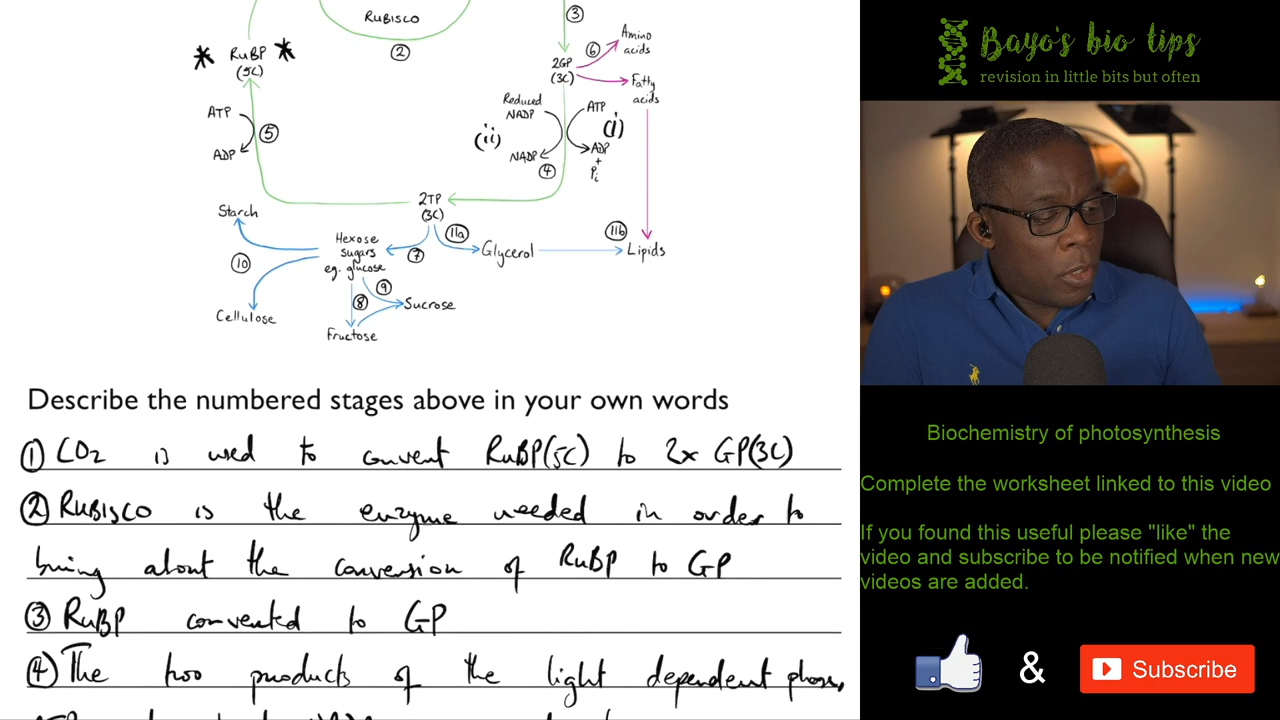 RUBISCO
②
③
* RuBP *
(5C)
ATP
ADP
⑤
2GP
(3C)
⑥
Amino
acids
Fatty
acids
Reduced
NADP
(ii)
NADP
④
ATP
(i)
ADP
+
Pi
2TP
(3C)
Starch
⑩
Cellulose
Hexose
sugars
eg. glucose
⑦
11a
Glycerol
11b
Lipids
⑧
⑨
Sucrose
Fructose
Describe the numbered stages above in your own words
① CO2 is used to convert RuBP(5C) to 2x GP(3C)
② RUBISCO is the enzyme needed in order to
bring about the conversion of RuBP to GP
③ RuBP converted to GP
④ The two products of the light dependent phase,
Bayo's bio tips
revision in little bits but often
Biochemistry of photosynthesis
Complete the worksheet linked to this video
If you found this useful please "like" the
video and subscribe to be notified when new
videos are added.
& Subscribe